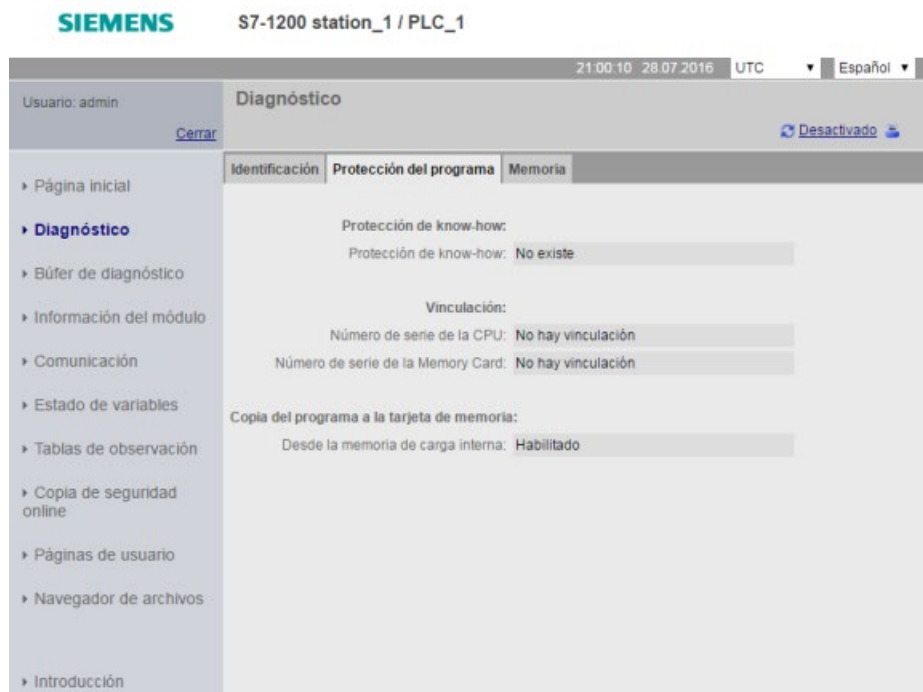 SIEMENS
S7-1200 station_1 / PLC_1
21:00:10 28.07.2016 UTC Español
Usuario: admin
Cerrar
Diagnóstico
Desactivado
Identificación Protección del programa Memoria
Página inicial
Diagnóstico
Búfer de diagnóstico
Información del módulo
Comunicación
Estado de variables
Tablas de observación
Copia de seguridad
online
Páginas de usuario
Navegador de archivos
Introducción
Protección de know-how:
Protección de know-how: No existe
Vinculación:
Número de serie de la CPU: No hay vinculación
Número de serie de la Memory Card: No hay vinculación
Copia del programa a la tarjeta de memoria:
Desde la memoria de carga interna: Habilitado